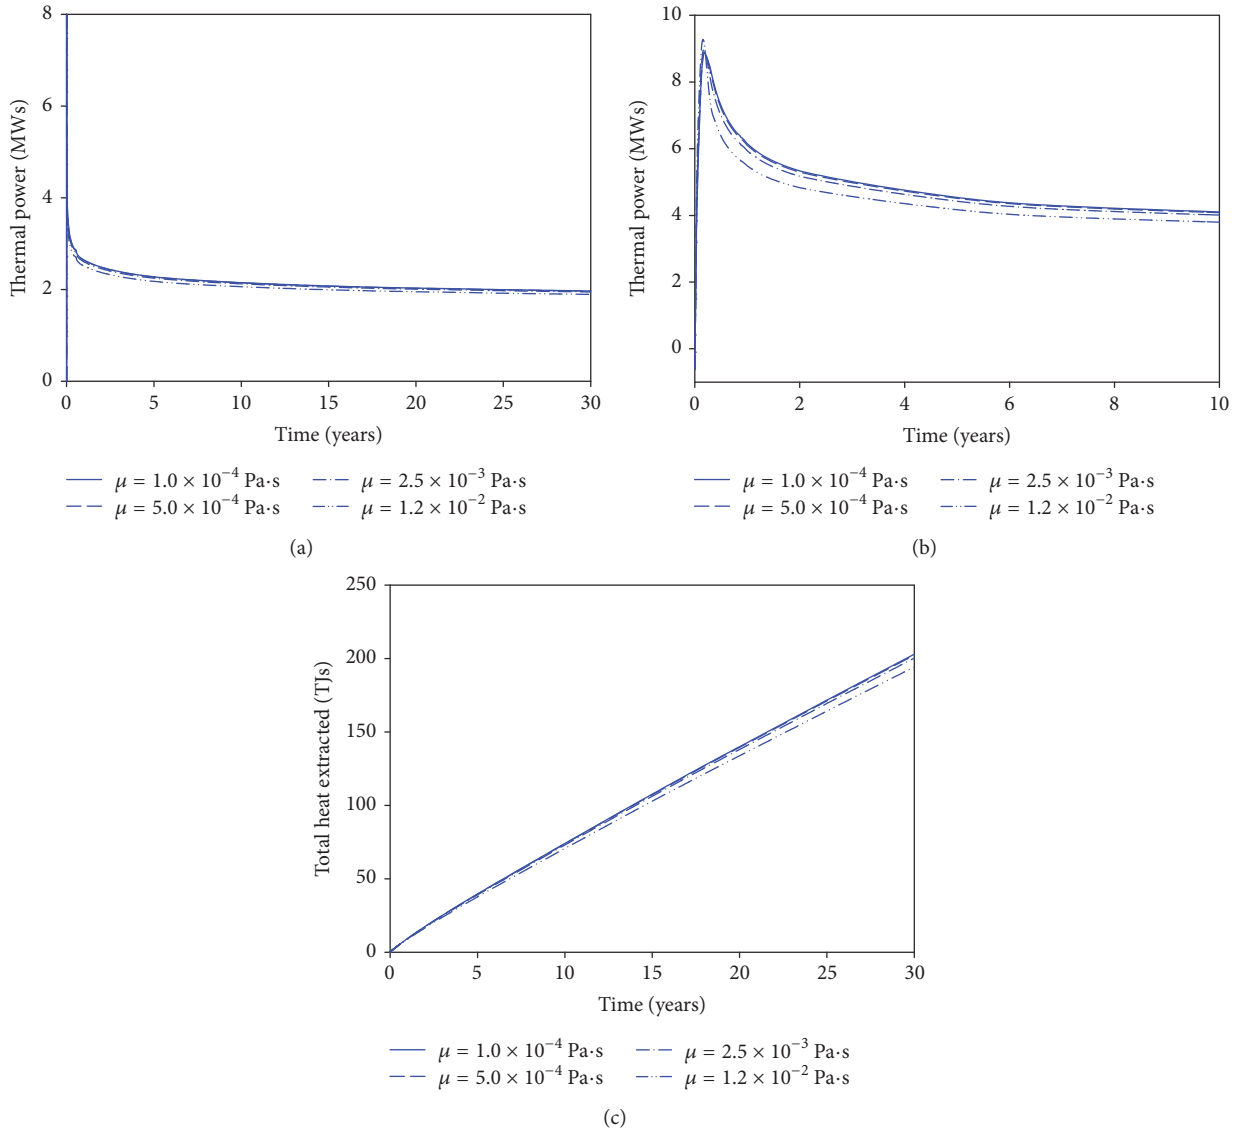 8
6
4
2
0
Thermal power (MWs)
0 5 10 15 20 25 30
Time (years)
μ = 1.0 × 10⁻⁴ Pa·s μ = 2.5 × 10⁻³ Pa·s
μ = 5.0 × 10⁻⁴ Pa·s μ = 1.2 × 10⁻² Pa·s
(a)
10
8
6
4
2
0
Thermal power (MWs)
0 2 4 6 8 10
Time (years)
μ = 1.0 × 10⁻⁴ Pa·s μ = 2.5 × 10⁻³ Pa·s
μ = 5.0 × 10⁻⁴ Pa·s μ = 1.2 × 10⁻² Pa·s
(b)
250
200
150
100
50
0
Total heat extracted (TJs)
0 5 10 15 20 25 30
Time (years)
μ = 1.0 × 10⁻⁴ Pa·s μ = 2.5 × 10⁻³ Pa·s
μ = 5.0 × 10⁻⁴ Pa·s μ = 1.2 × 10⁻² Pa·s
(c)